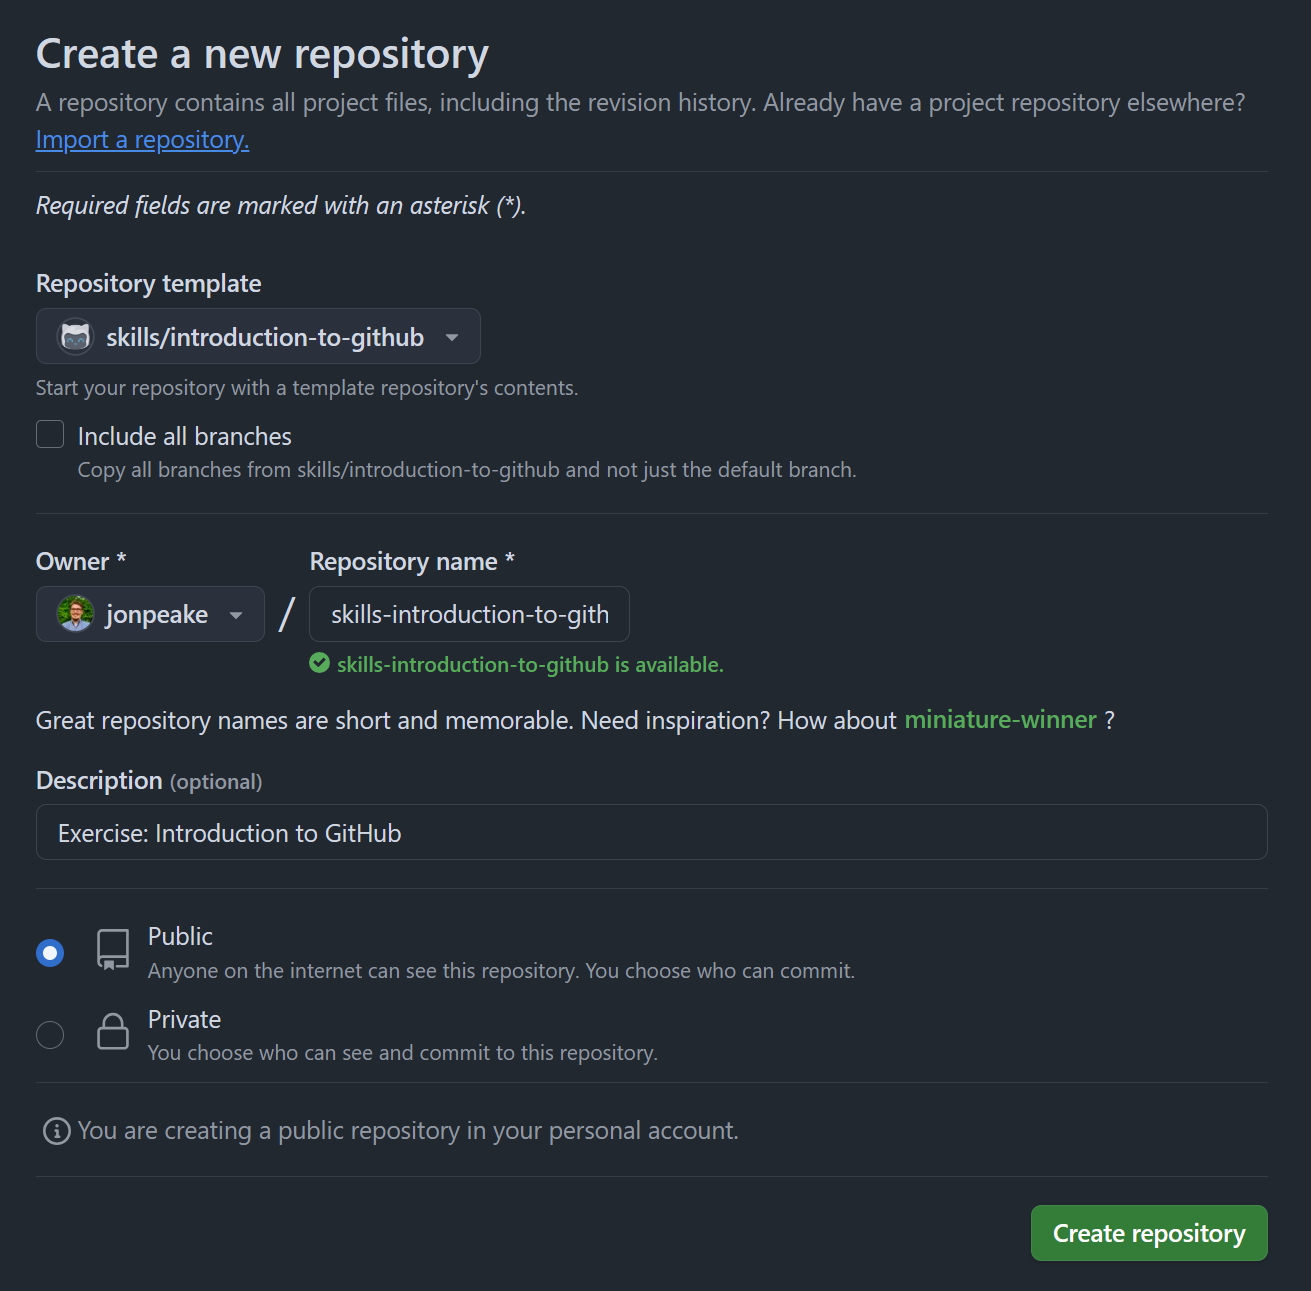 Create a new repository
A repository contains all project files, including the revision history. Already have a project repository elsewhere?
Import a repository.
Required fields are marked with an asterisk (*).
Repository template
skills/introduction-to-github
Start your repository with a template repository's contents.
Include all branches
Copy all branches from skills/introduction-to-github and not just the default branch.
Owner *
Repository name *
jonpeake
/
skills-introduction-to-gith
skills-introduction-to-github is available.
Great repository names are short and memorable. Need inspiration? How about miniature-winner ?
Description (optional)
Exercise: Introduction to GitHub
Public
Anyone on the internet can see this repository. You choose who can commit.
Private
You choose who can see and commit to this repository.
You are creating a public repository in your personal account.
Create repository